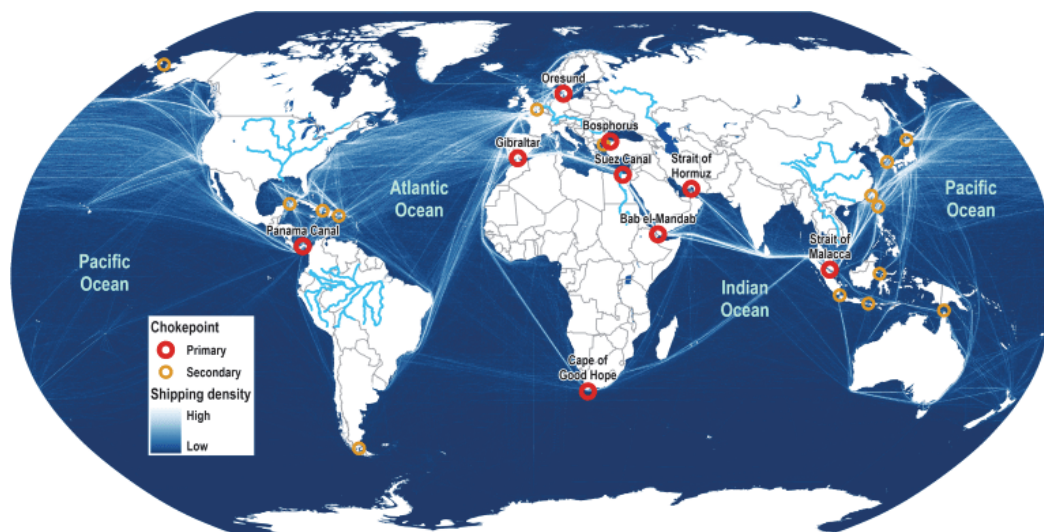 Oresund
Bosphorus
Gibraltar
Suez Canal
Strait of
Hormuz
Atlantic
Ocean
Pacific
Ocean
Bab el-Mandab
Panama Canal
Strait of
Malacca
Pacific
Ocean
Indian
Ocean
Chokepoint
Primary
Secondary
Shipping density
High
Low
Cape of
Good Hope